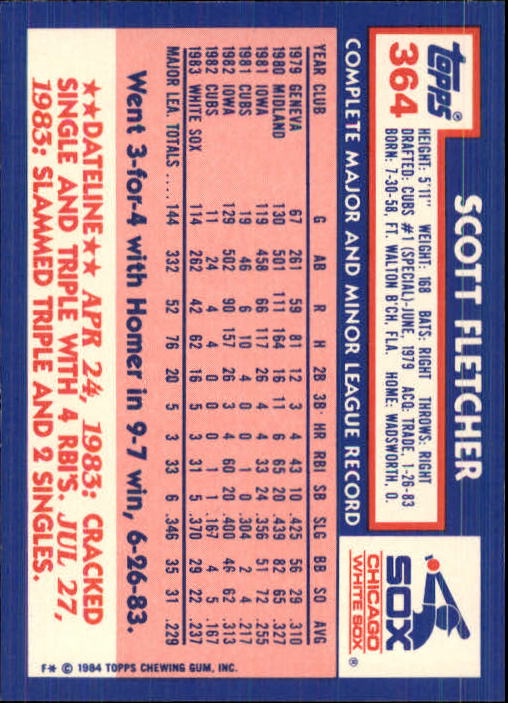 topps®
364
SCOTT FLETCHER
HEIGHT: 5'11" WEIGHT: 168 BATS: RIGHT THROWS: RIGHT
DRAFTED: CUBS #1 (SPECIAL)-JUNE, 1979 ACQ: TRADE, 1-26-83
BORN: 7-30-58, FT. WALTON B'CH, FLA. HOME: WADSWORTH, O.
SOX
CHICAGO
WHITE SOX ®
COMPLETE MAJOR AND MINOR LEAGUE RECORD
YEAR CLUB G AB R H 2B 3B HR RBI SB SLG BB SO AVG
1979 GENEVA 67 261 59 81 12 3 4 43 10 .425 56 29 .310
1980 MIDLAND 130 561 111 164 16 11 6 65 20 .439 82 65 .327
1981 IOWA 119 458 66 117 26 4 4 33 24 .356 51 72 .255
1981 CUBS 19 46 6 10 4 0 0 1 0 .304 2 4 .217
1982 IOWA 129 502 90 157 26 3 4 60 20 .400 46 62 .313
1982 CUBS 11 24 4 4 0 0 0 1 1 .167 4 5 .167
1983 WHITE SOX 114 262 42 62 16 5 3 31 5 .370 29 22 .237
MAJOR LEA. TOTALS ..... 144 332 52 76 20 5 3 33 6 .346 35 31 .229
Went 3-for-4 with Homer in 9-7 win, 6-26-83.
★★DATELINE★★ APR 24, 1983: CRACKED
SINGLE AND TRIPLE WITH 4 RBI'S. JUL 27,
1983: SLAMMED TRIPLE AND 2 SINGLES.
F* © 1984 TOPPS CHEWING GUM, INC.